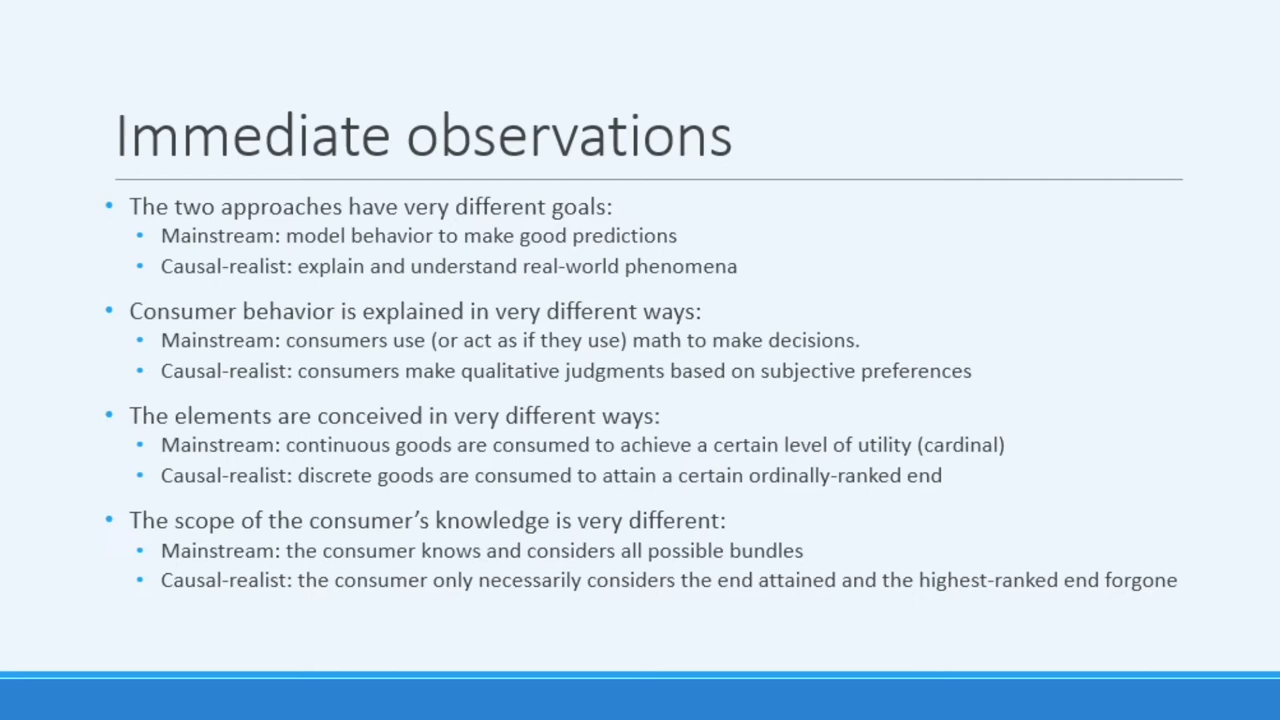 Immediate observations
• The two approaches have very different goals:
• Mainstream: model behavior to make good predictions
• Causal-realist: explain and understand real-world phenomena
• Consumer behavior is explained in very different ways:
• Mainstream: consumers use (or act as if they use) math to make decisions.
• Causal-realist: consumers make qualitative judgments based on subjective preferences
• The elements are conceived in very different ways:
• Mainstream: continuous goods are consumed to achieve a certain level of utility (cardinal)
• Causal-realist: discrete goods are consumed to attain a certain ordinally-ranked end
• The scope of the consumer’s knowledge is very different:
• Mainstream: the consumer knows and considers all possible bundles
• Causal-realist: the consumer only necessarily considers the end attained and the highest-ranked end forgone